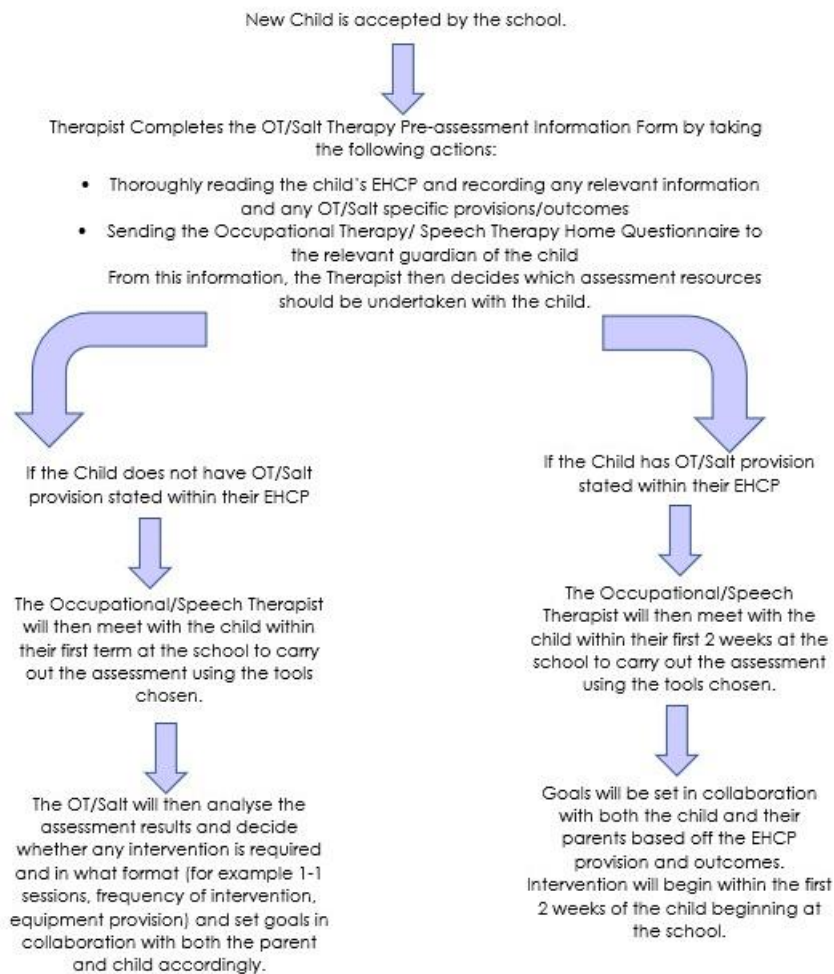 New Child is accepted by the school.
Therapist Completes the OT/Salt Therapy Pre-assessment Information Form by taking
the following actions:
• Thoroughly reading the child's EHCP and recording any relevant information
and any OT/Salt specific provisions/outcomes
• Sending the Occupational Therapy/ Speech Therapy Home Questionnaire to
the relevant guardian of the child
From this information, the Therapist then decides which assessment resources
should be undertaken with the child.
If the Child does not have OT/Salt
provision stated within their EHCP
The Occupational/Speech Therapist
will then meet with the child within
their first term at the school to carry
out the assessment using the tools
chosen.
The OT/Salt will then analyse the
assessment results and decide
whether any intervention is required
and in what format (for example 1-1
sessions, frequency of intervention,
equipment provision) and set goals in
collaboration with both the parent
and child accordingly.
If the Child has OT/Salt provision
stated within their EHCP
The Occupational/Speech
Therapist will then meet with the
child within their first 2 weeks at the
school to carry out the assessment
using the tools chosen.
Goals will be set in collaboration
with both the child and their
parents based off the EHCP
provision and outcomes.
Intervention will begin within the first
2 weeks of the child beginning at
the school.